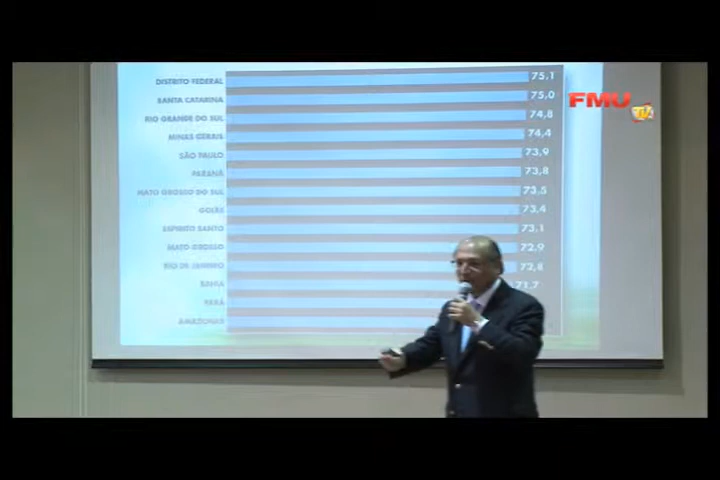 FMU TV
DISTRITO FEDERAL 75,1
SANTA CATARINA 75,0
RIO GRANDE DO SUL 74,8
MINAS GERAIS 74,4
SÃO PAULO 73,9
PARANÁ 73,8
MATO GROSSO DO SUL 73,5
GOIÁS 73,4
ESPÍRITO SANTO 73,1
MATO GROSSO 72,9
RIO DE JANEIRO 72,8
BAHIA 71,7
PARÁ
AMAZONAS